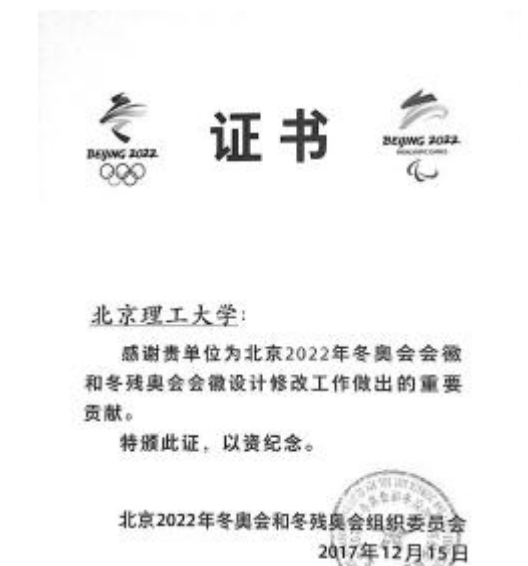 证书
BEIJING 2022
BEIJING 2022
北京理工大学:
感谢贵单位为北京2022年冬奥会会徽
和冬残奥会会徽设计修改工作做出的重要
贡献。
特颁此证，以资纪念。
北京2022年冬奥会和冬残奥会组织委员会
2017年12月15日